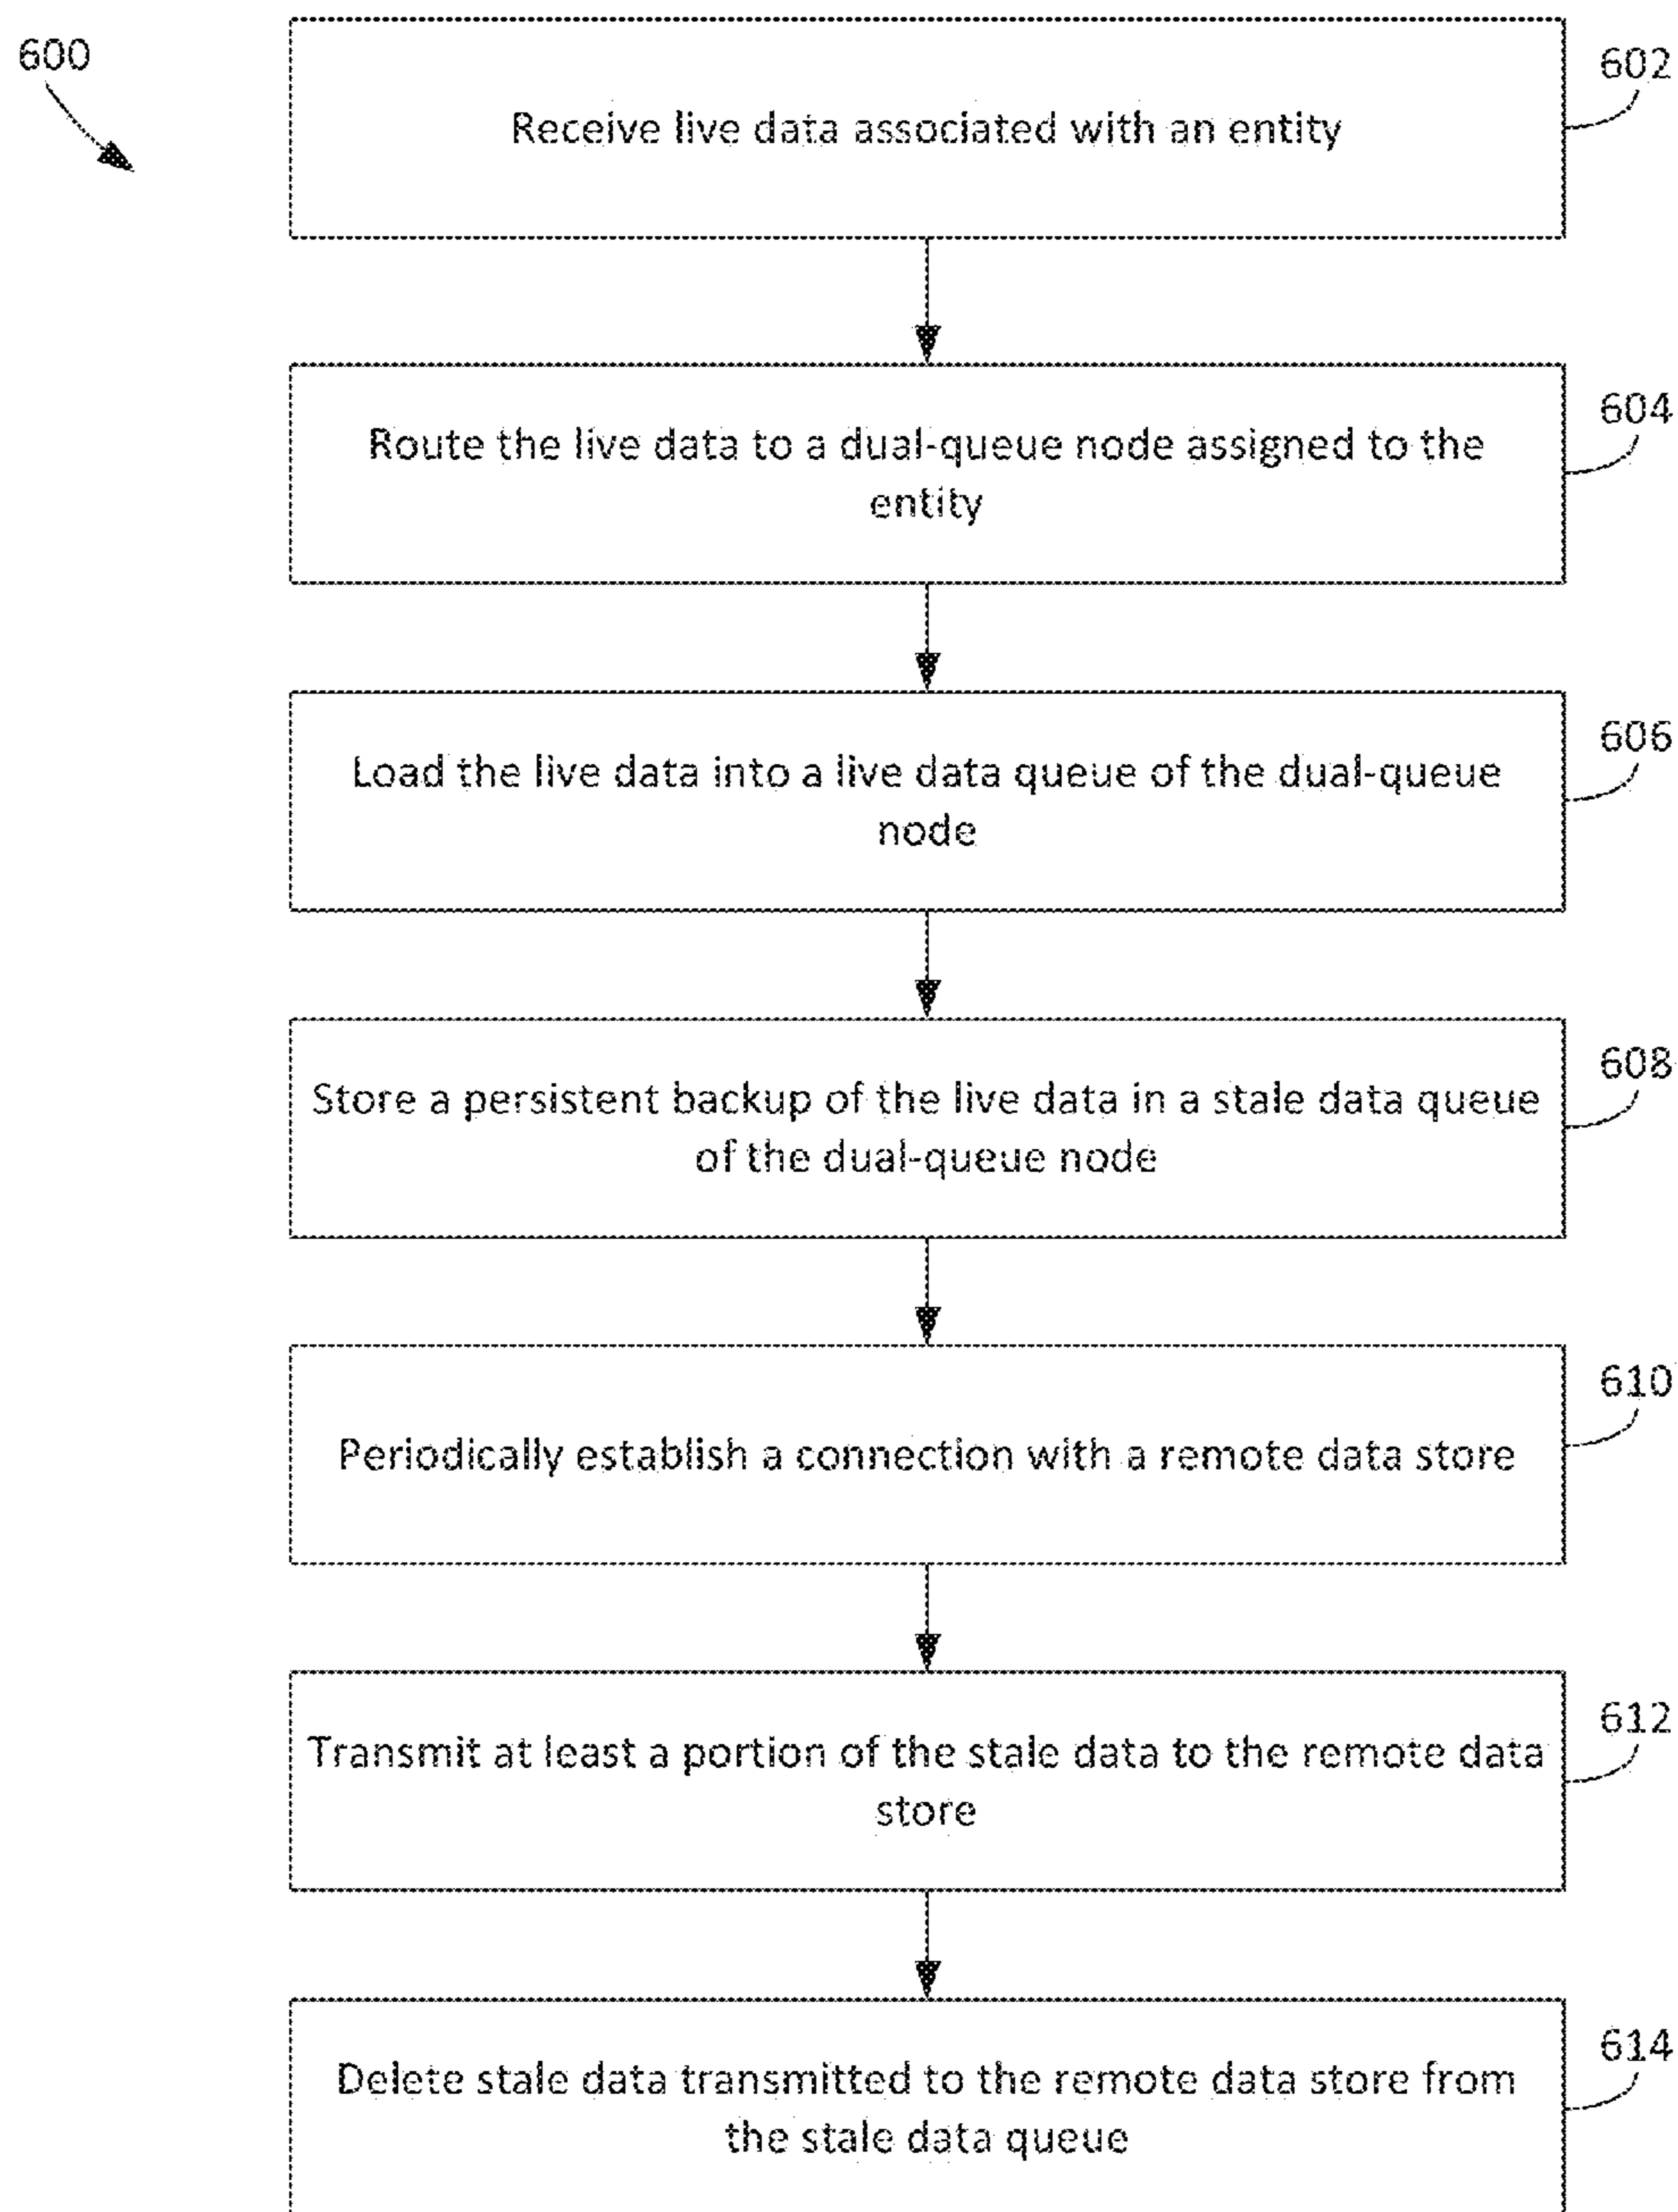 600
602
Receive live data associated with an entity
604
Route the live data to a dual-queue node assigned to the
entity
606
Load the live data into a live data queue of the dual-queue
node
608
Store a persistent backup of the live data in a stale data queue
of the dual-queue node
610
Periodically establish a connection with a remote data store
612
Transmit at least a portion of the stale data to the remote data
store
614
Delete stale data transmitted to the remote data store from
the stale data queue